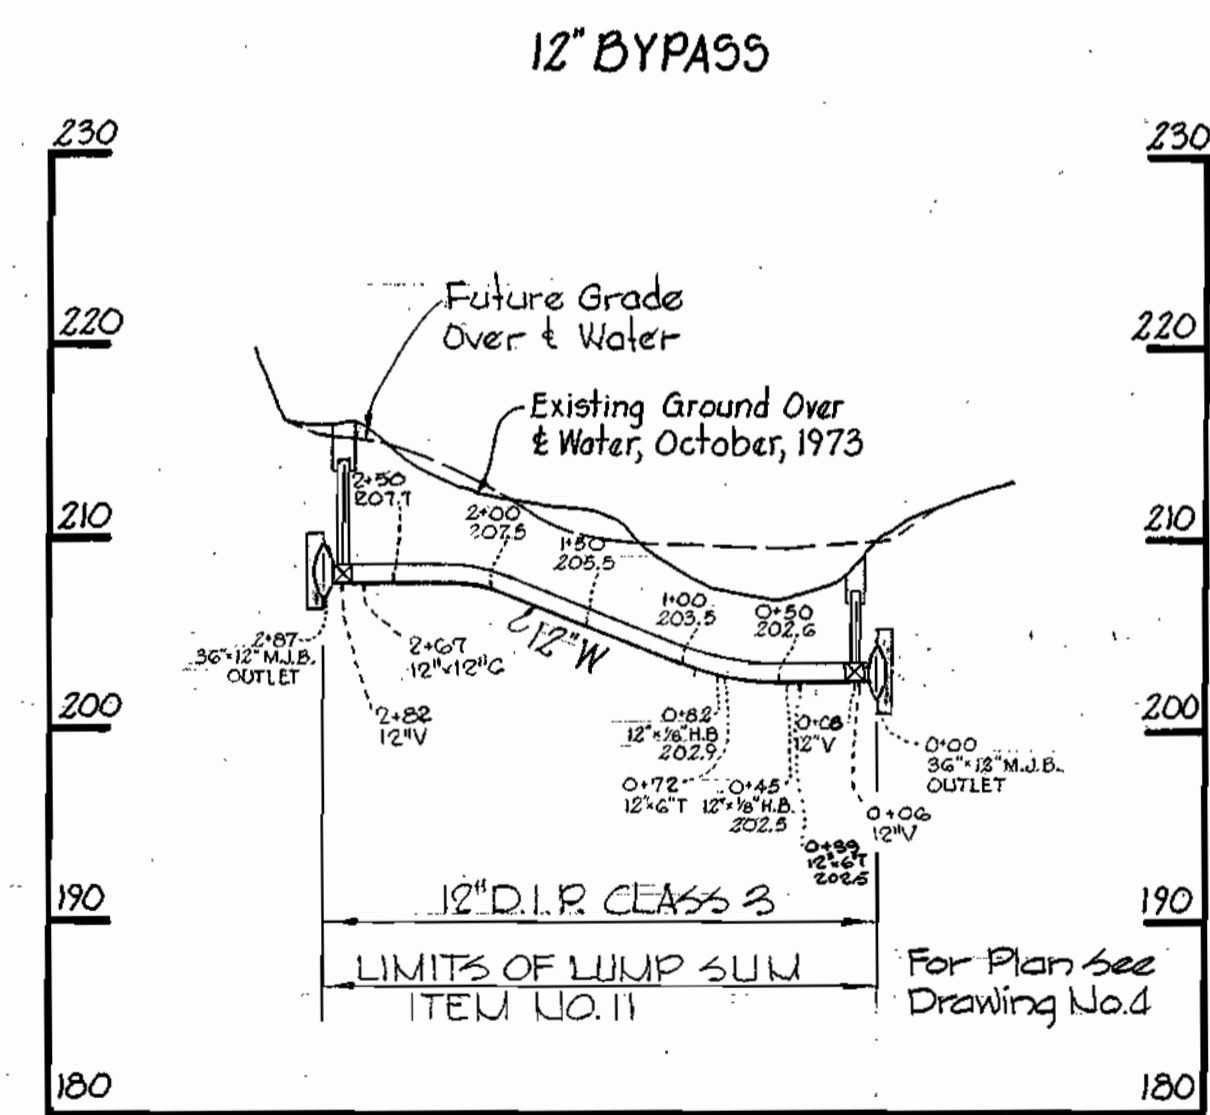 12" BYPASS
230
230
220
220
Future Grade
Over ℄ Water
Existing Ground Over
℄ Water, October, 1973
210
210
2+50
207.7
2+00
207.5
1+50
205.5
1+00
203.5
0+50
202.6
12" W
2+87
36"×12" M.J.B.
OUTLET
2+67
12"×12"C
2+82
12"V
200
200
0+82
12"×⅛"H.B
202.9
0+72
12"×6"T
0+45
12"×⅛"H.B.
202.5
0+08
12"V
0+00
36"×12"M.J.B.
OUTLET
0+06
12"V
0+39
12"×6"T
202.5
190
190
12" D.I.P. CLASS 3
LIMITS OF LUMP SUM
ITEM NO. 11
For Plan See
Drawing No.4
180
180